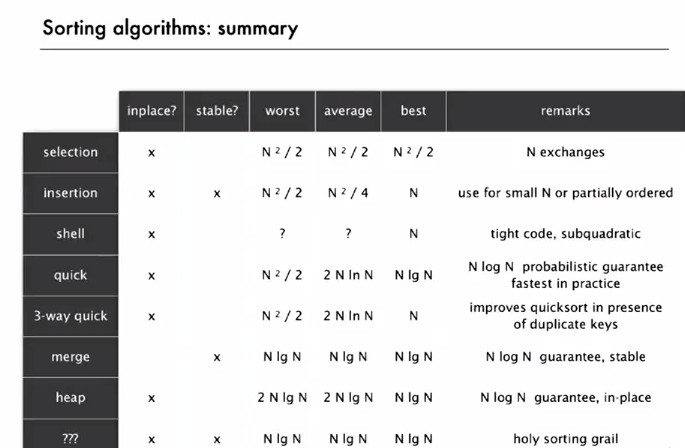 Sorting algorithms: summary
inplace? stable? worst average best remarks
selection x N ² / 2 N ² / 2 N ² / 2 N exchanges
insertion x x N ² / 2 N ² / 4 N use for small N or partially ordered
shell x ? ? N tight code, subquadratic
quick x N ² / 2 2 N ln N N lg N N log N probabilistic guarantee
fastest in practice
3-way quick x N ² / 2 2 N ln N N improves quicksort in presence
of duplicate keys
merge x N lg N N lg N N lg N N log N guarantee, stable
heap x 2 N lg N 2 N lg N N lg N N log N guarantee, in-place
??? x x N lg N N lg N N lg N holy sorting grail